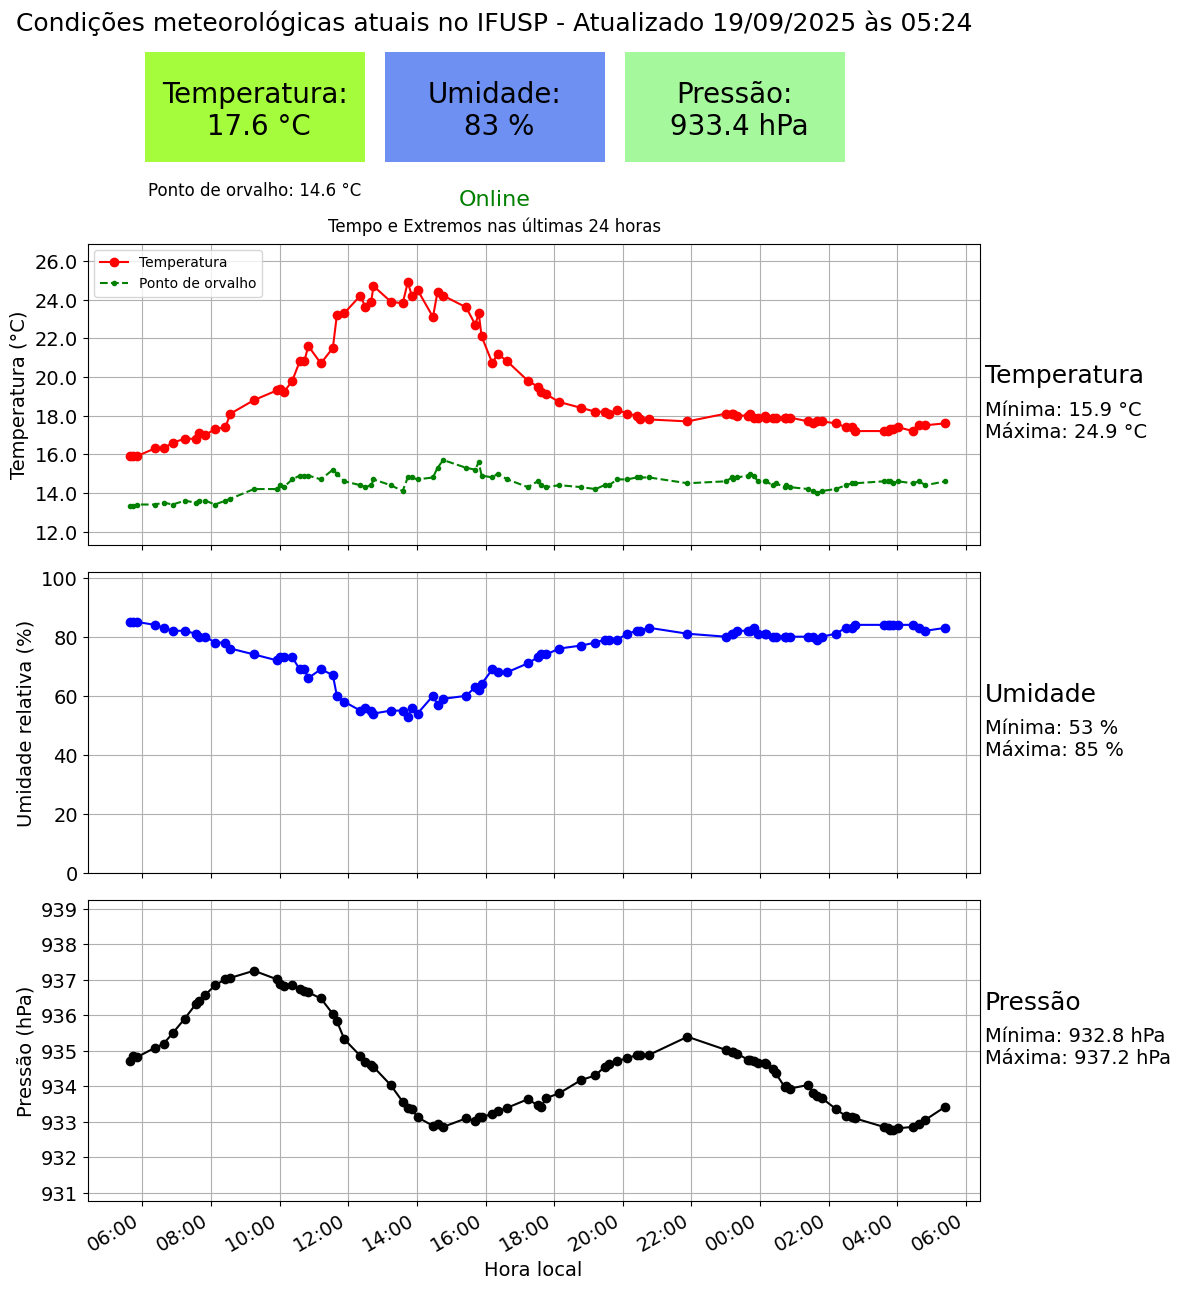 Condições meteorológicas atuais no IFUSP - Atualizado 19/09/2025 às 05:24
Temperatura:
17.6 °C
Umidade:
83 %
Pressão:
933.4 hPa
Ponto de orvalho: 14.6 °C
Online
Tempo e Extremos nas últimas 24 horas
Temperatura (°C)
26.0
24.0
22.0
20.0
18.0
16.0
14.0
12.0
Temperatura
Ponto de orvalho
Temperatura
Mínima: 15.9 °C
Máxima: 24.9 °C
Umidade relativa (%)
100
80
60
40
20
0
Umidade
Mínima: 53 %
Máxima: 85 %
Pressão (hPa)
939
938
937
936
935
934
933
932
931
Pressão
Mínima: 932.8 hPa
Máxima: 937.2 hPa
06:00 08:00 10:00 12:00 14:00 16:00 18:00 20:00 22:00 00:00 02:00 04:00 06:00
Hora local